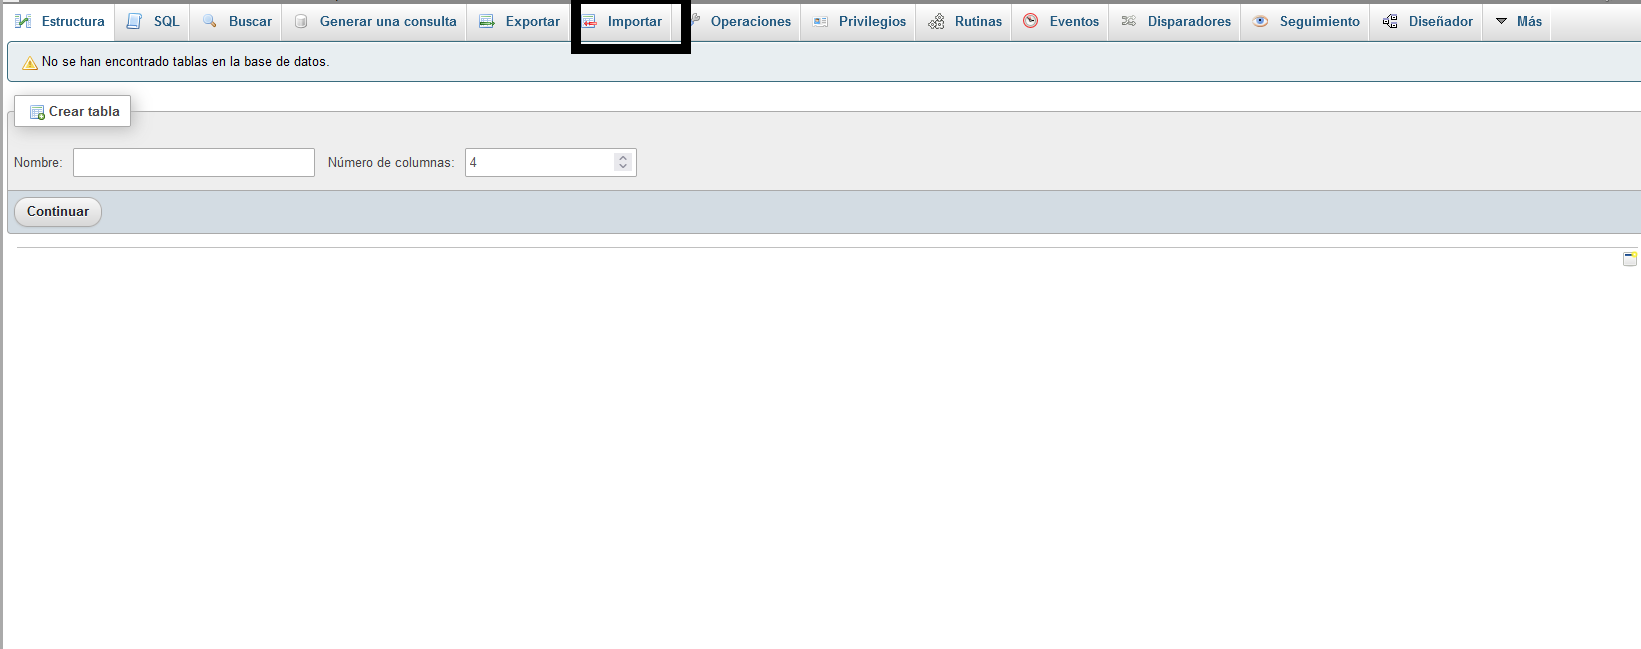 Estructura SQL Buscar Generar una consulta Exportar Importar Operaciones Privilegios Rutinas Eventos Disparadores Seguimiento Diseñador Más
No se han encontrado tablas en la base de datos.
Crear tabla
Nombre: Número de columnas: 4
Continuar